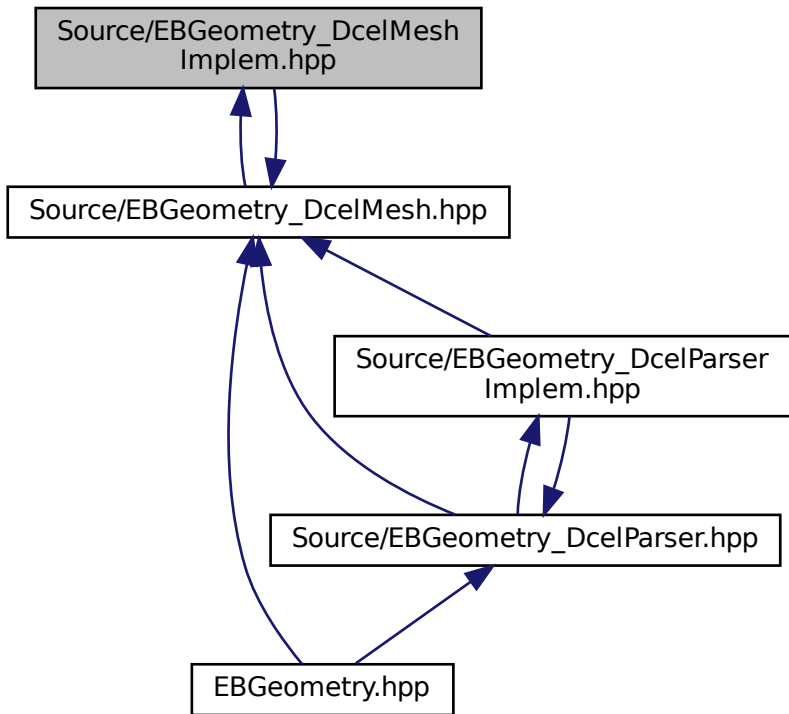 Source/EBGeometry_DcelMesh
Implem.hpp
Source/EBGeometry_DcelMesh.hpp
Source/EBGeometry_DcelParser
Implem.hpp
Source/EBGeometry_DcelParser.hpp
EBGeometry.hpp